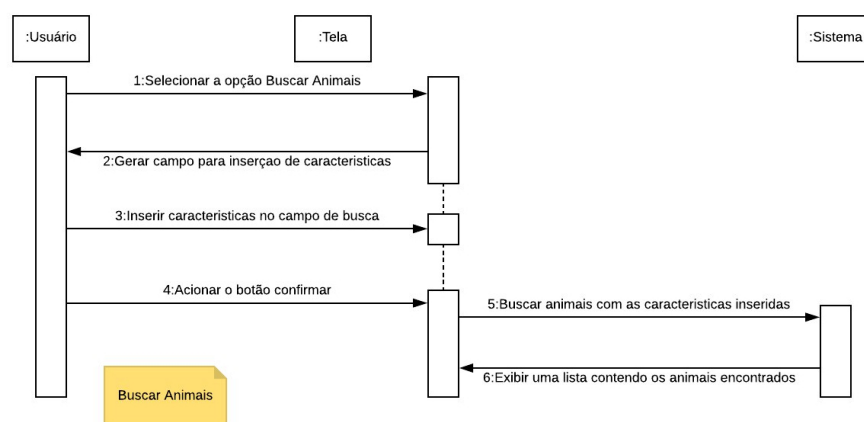 :Usuário
:Tela
:Sistema
1:Selecionar a opção Buscar Animais
2:Gerar campo para inserçao de caracteristicas
3:Inserir caracteristicas no campo de busca
4:Acionar o botão confirmar
5:Buscar animais com as caracteristicas inseridas
6:Exibir uma lista contendo os animais encontrados
Buscar Animais